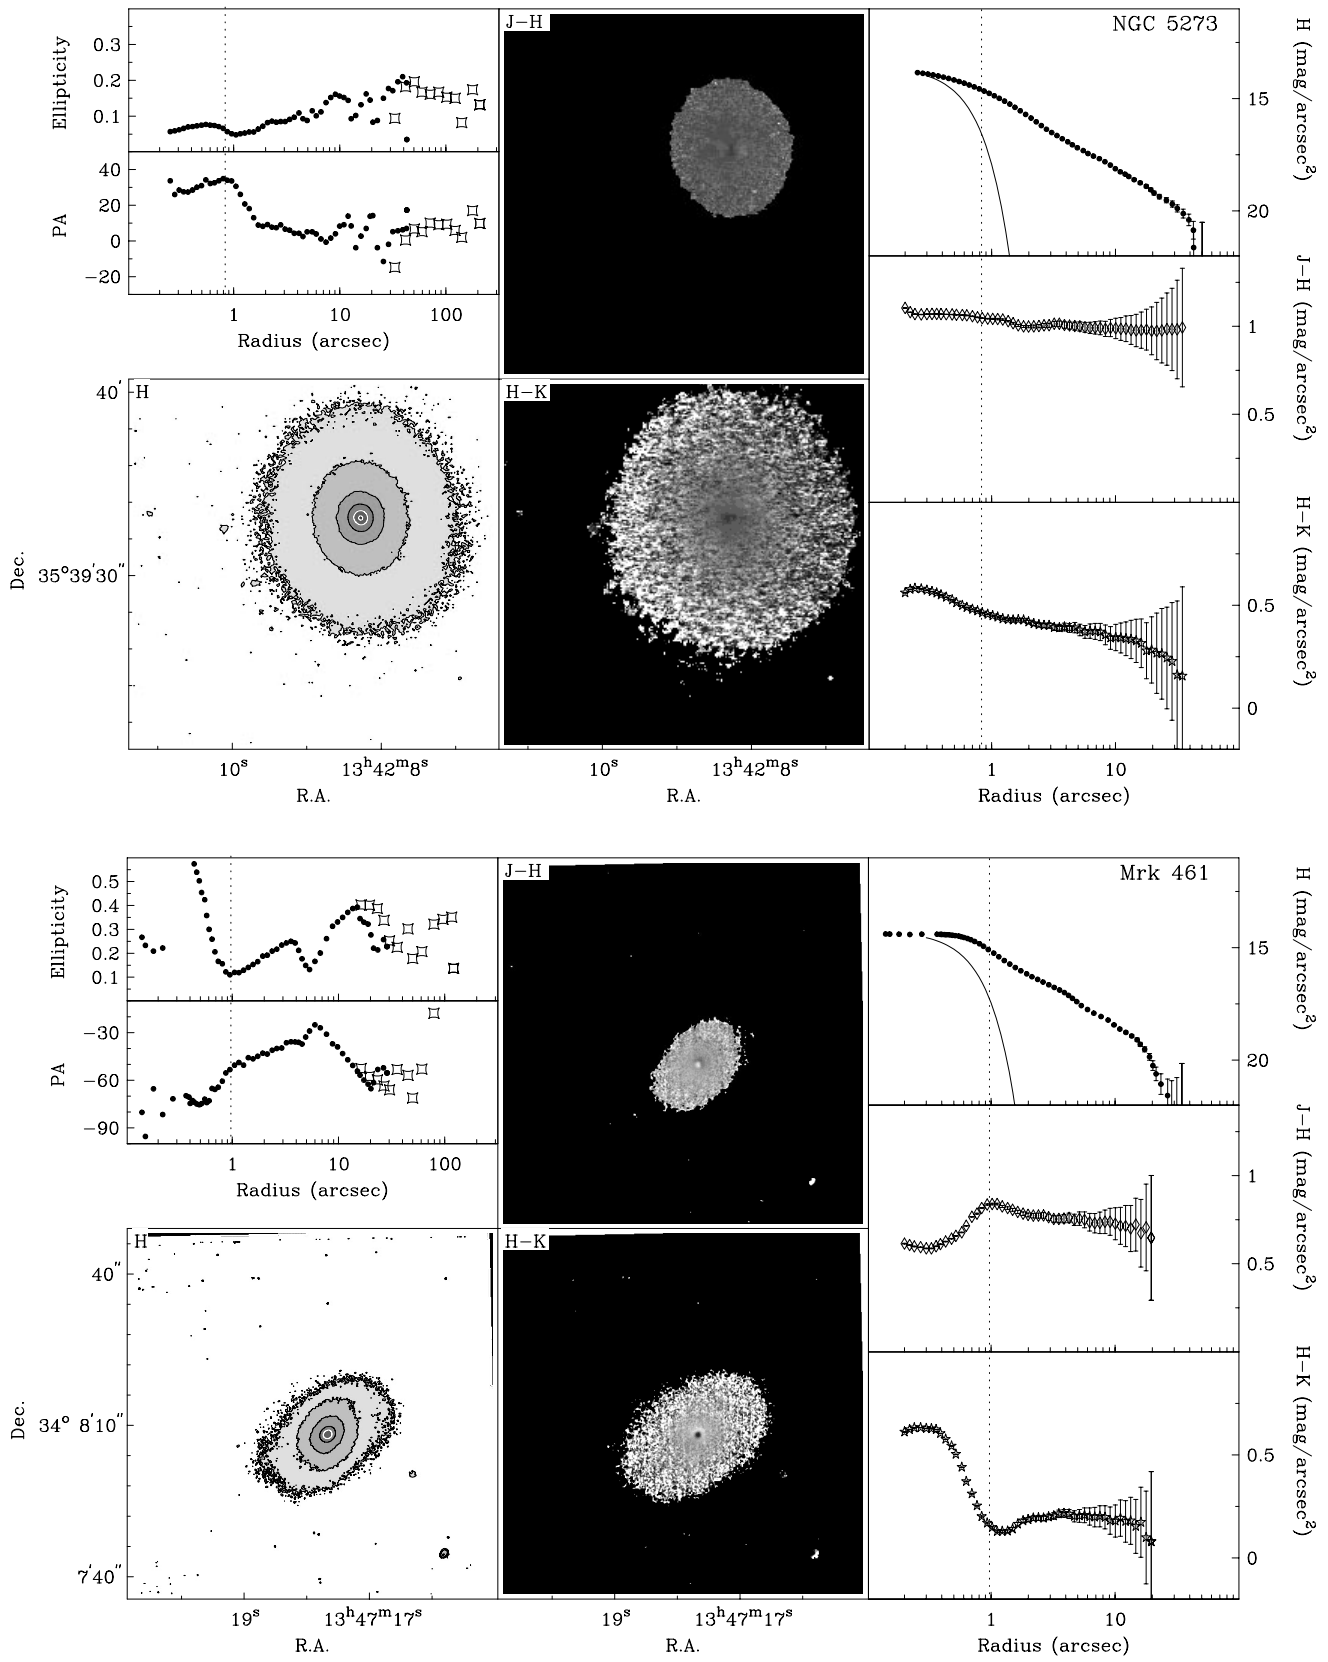 J-H
NGC 5273
Ellipticity
0.3
0.2
0.1
PA
40
20
0
−20
1
10
100
Radius (arcsec)
H (mag/arcsec²)
15
20
J−H (mag/arcsec²)
1
0.5
H−K (mag/arcsec²)
0.5
0
1
10
Radius (arcsec)
H
H−K
Dec.
40′
35°39′30″
10ˢ
13ʰ42ᵐ8ˢ
R.A.
10ˢ
13ʰ42ᵐ8ˢ
R.A.
J−H
Mrk 461
Ellipticity
0.5
0.4
0.3
0.2
0.1
PA
−30
−60
−90
1
10
100
Radius (arcsec)
H (mag/arcsec²)
15
20
J−H (mag/arcsec²)
1
0.5
H−K (mag/arcsec²)
0.5
0
1
10
Radius (arcsec)
H
H−K
Dec.
40″
34° 8′10″
7′40″
19ˢ
13ʰ47ᵐ17ˢ
R.A.
19ˢ
13ʰ47ᵐ17ˢ
R.A.